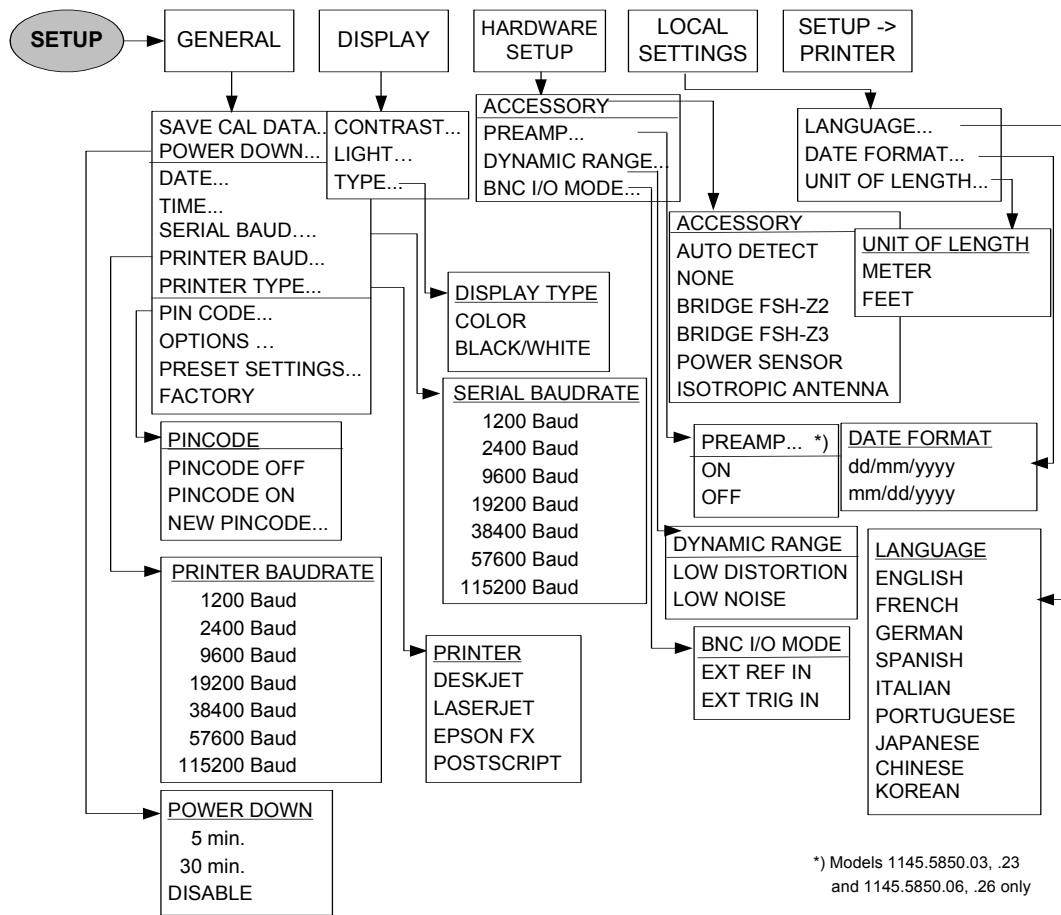 SETUP
GENERAL
DISPLAY
HARDWARE
SETUP
LOCAL
SETTINGS
SETUP ->
PRINTER
SAVE CAL DATA..
POWER DOWN...
DATE...
TIME...
SERIAL BAUD....
PRINTER BAUD...
PRINTER TYPE...
PIN CODE...
OPTIONS ...
PRESET SETTINGS...
FACTORY
CONTRAST...
LIGHT...
TYPE...
ACCESSORY
PREAMP...
DYNAMIC RANGE...
BNC I/O MODE...
LANGUAGE...
DATE FORMAT...
UNIT OF LENGTH...
ACCESSORY
AUTO DETECT
NONE
BRIDGE FSH-Z2
BRIDGE FSH-Z3
POWER SENSOR
ISOTROPIC ANTENNA
UNIT OF LENGTH
METER
FEET
DISPLAY TYPE
COLOR
BLACK/WHITE
SERIAL BAUDRATE
1200 Baud
2400 Baud
9600 Baud
19200 Baud
38400 Baud
57600 Baud
115200 Baud
PINCODE
PINCODE OFF
PINCODE ON
NEW PINCODE...
PREAMP... *)
ON
OFF
DATE FORMAT
dd/mm/yyyy
mm/dd/yyyy
DYNAMIC RANGE
LOW DISTORTION
LOW NOISE
LANGUAGE
ENGLISH
FRENCH
GERMAN
SPANISH
ITALIAN
PORTUGUESE
JAPANESE
CHINESE
KOREAN
PRINTER BAUDRATE
1200 Baud
2400 Baud
9600 Baud
19200 Baud
38400 Baud
57600 Baud
115200 Baud
PRINTER
DESKJET
LASERJET
EPSON FX
POSTSCRIPT
BNC I/O MODE
EXT REF IN
EXT TRIG IN
POWER DOWN
5 min.
30 min.
DISABLE
*) Models 1145.5850.03, .23
and 1145.5850.06, .26 only